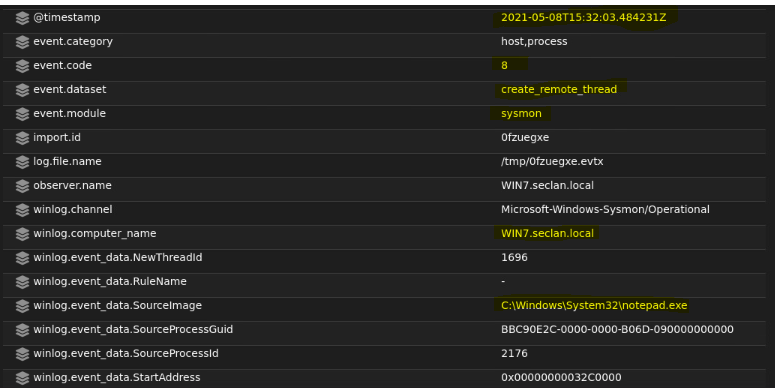 @timestamp 2021-05-08T15:32:03.484231Z
event.category host,process
event.code 8
event.dataset create_remote_thread
event.module sysmon
import.id 0fzuegxe
log.file.name /tmp/0fzuegxe.evtx
observer.name WIN7.seclan.local
winlog.channel Microsoft-Windows-Sysmon/Operational
winlog.computer_name WIN7.seclan.local
winlog.event_data.NewThreadId 1696
winlog.event_data.RuleName -
winlog.event_data.SourceImage C:\Windows\System32\notepad.exe
winlog.event_data.SourceProcessGuid BBC90E2C-0000-0000-B06D-090000000000
winlog.event_data.SourceProcessId 2176
winlog.event_data.StartAddress 0x00000000032C0000